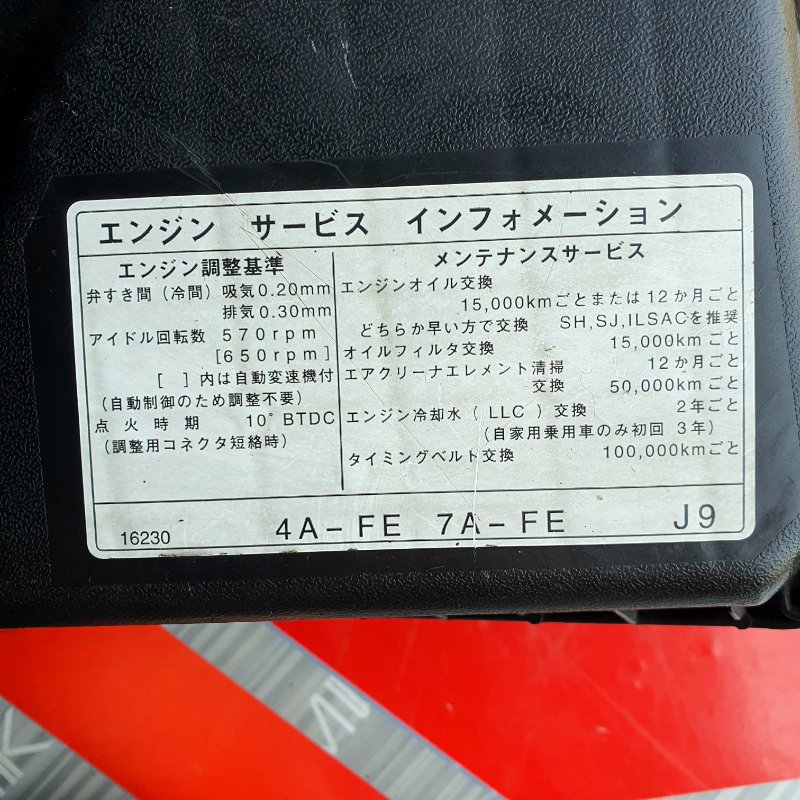 エンジン サービス インフォメーション
エンジン調整基準
弁すき間（冷間）吸気0.20mm
排気0.30mm
アイドル回転数 570rpm
[650rpm]
[ ]内は自動変速機付
(自動制御のため調整不要)
点火時期 10°BTDC
(調整用コネクタ短絡時)
メンテナンスサービス
エンジンオイル交換
15,000kmごとまたは12か月ごと
どちらか早い方で交換 SH,SJ,ILSACを推奨
オイルフィルタ交換 15,000kmごと
エアクリーナエレメント清掃 12か月ごと
交換 50,000kmごと
エンジン冷却水（LLC）交換 2年ごと
(自家用乗用車のみ初回 3年)
タイミングベルト交換 100,000kmごと
16230 4A-FE 7A-FE J9